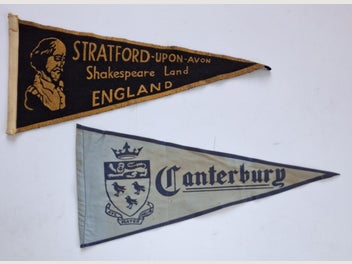 STRATFORD-UPON-AVON
Shakespeare Land
ENGLAND
Canterbury